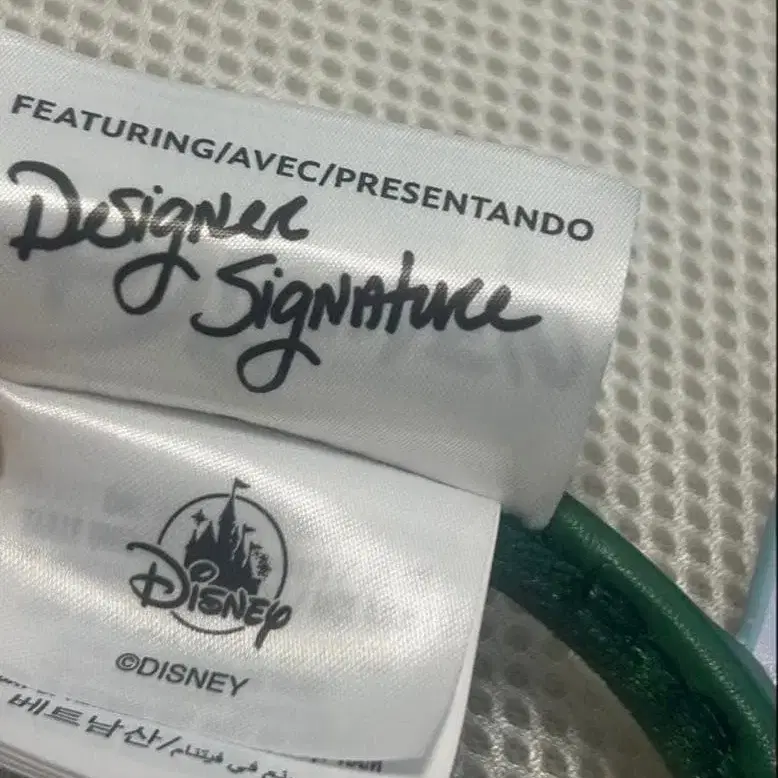 FEATURING/AVEC/PRESENTANDO
Designer
Signature
Disney
©DISNEY
베트남산/